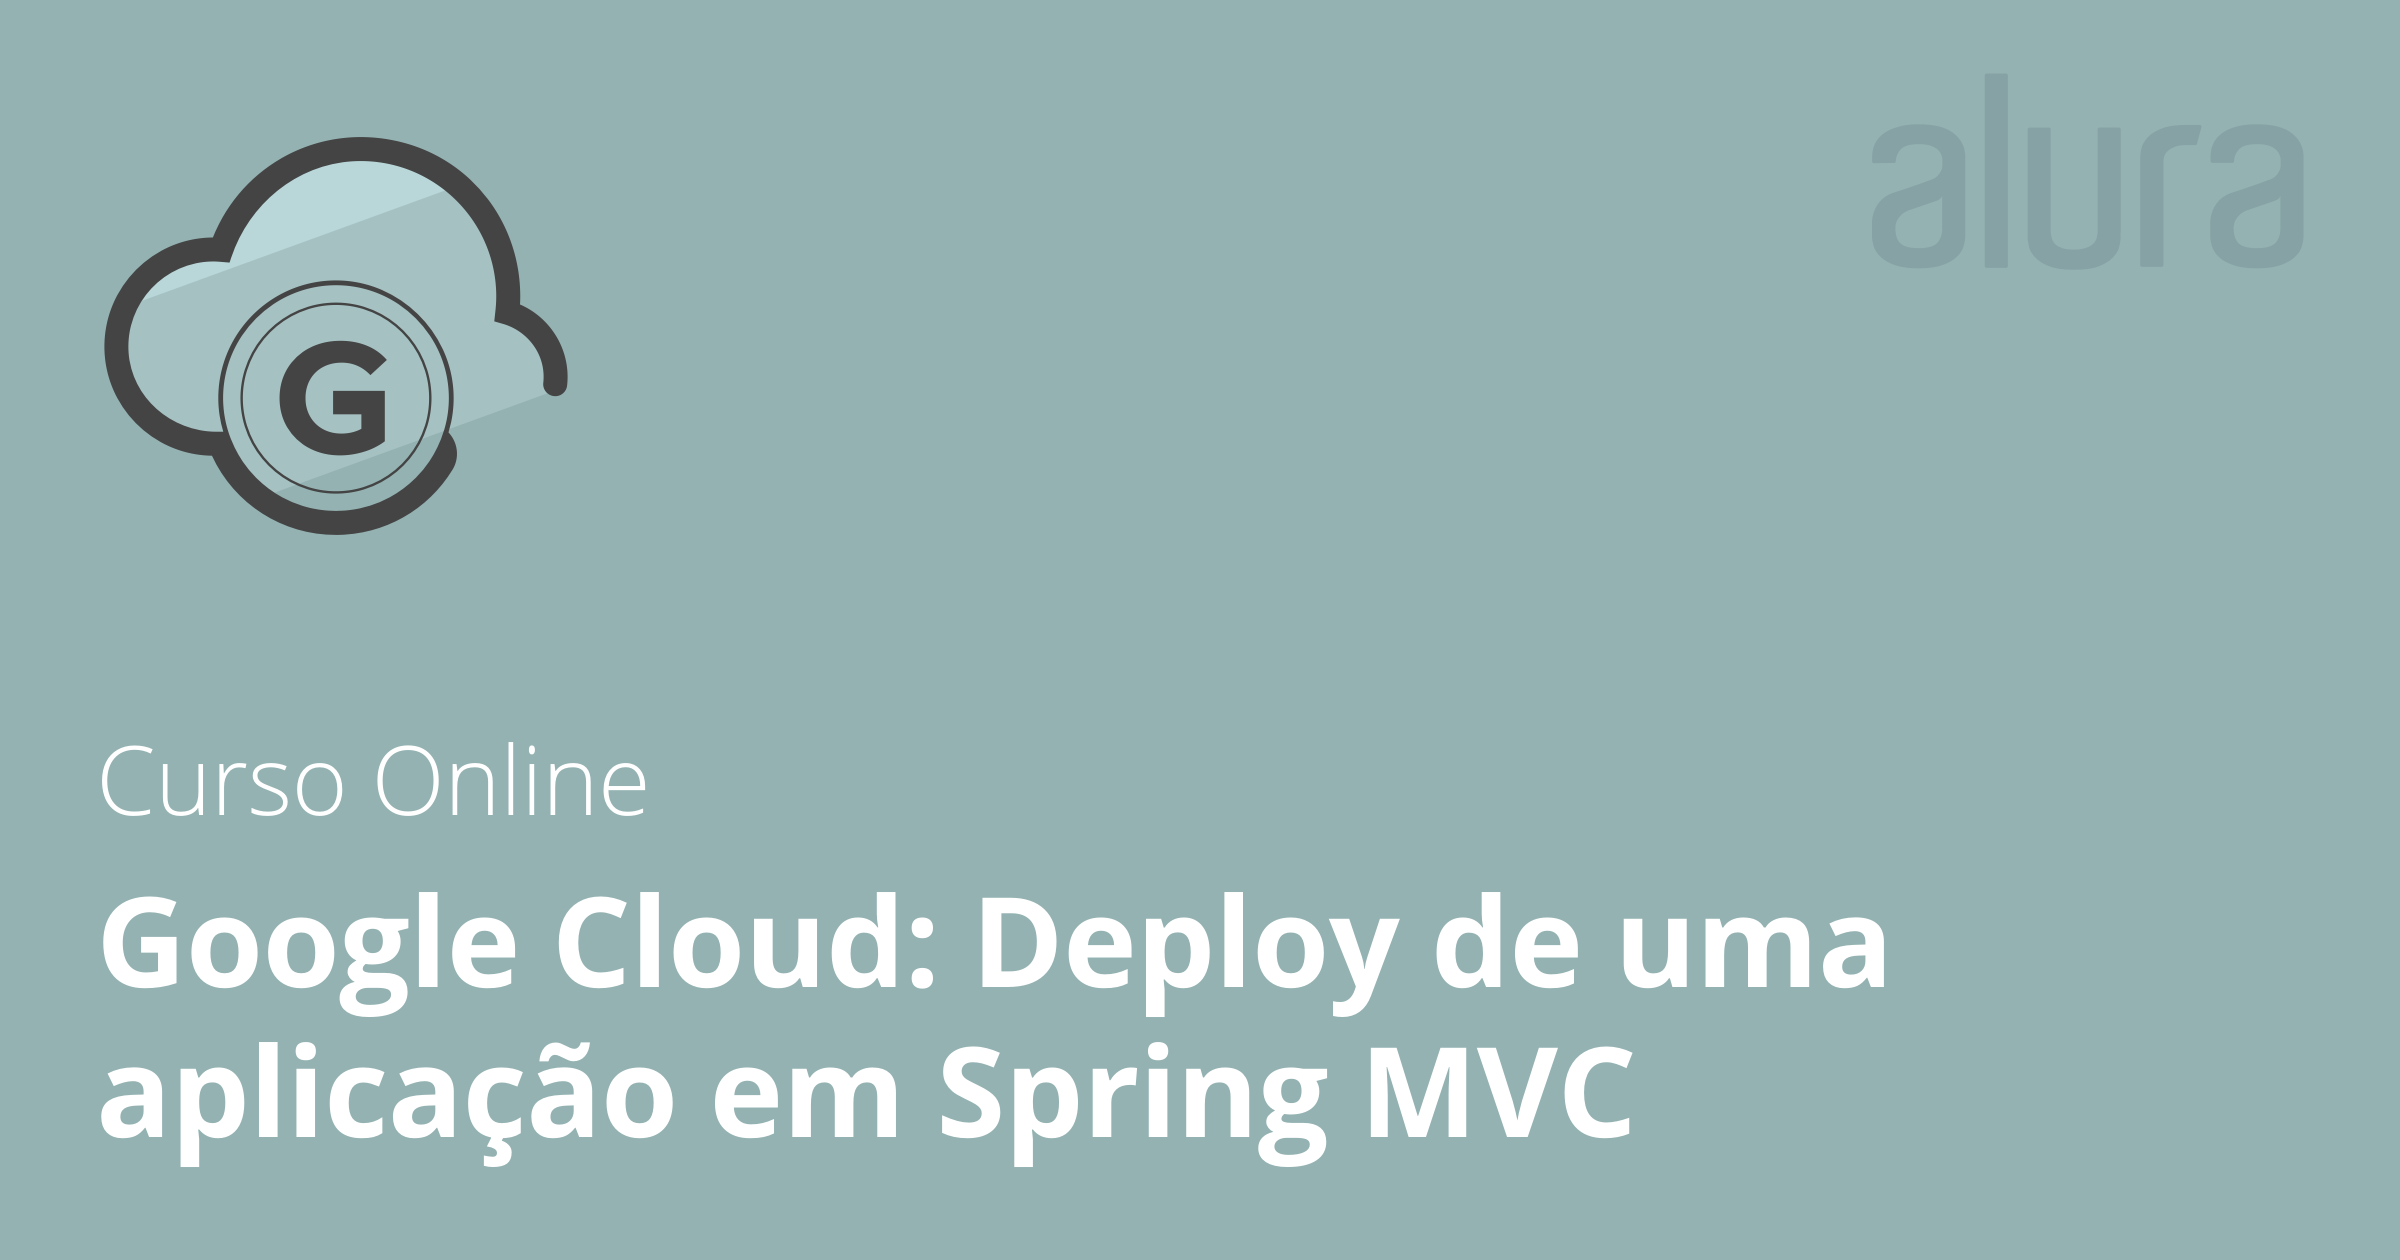 alura
G
Curso Online
Google Cloud: Deploy de uma
aplicação em Spring MVC